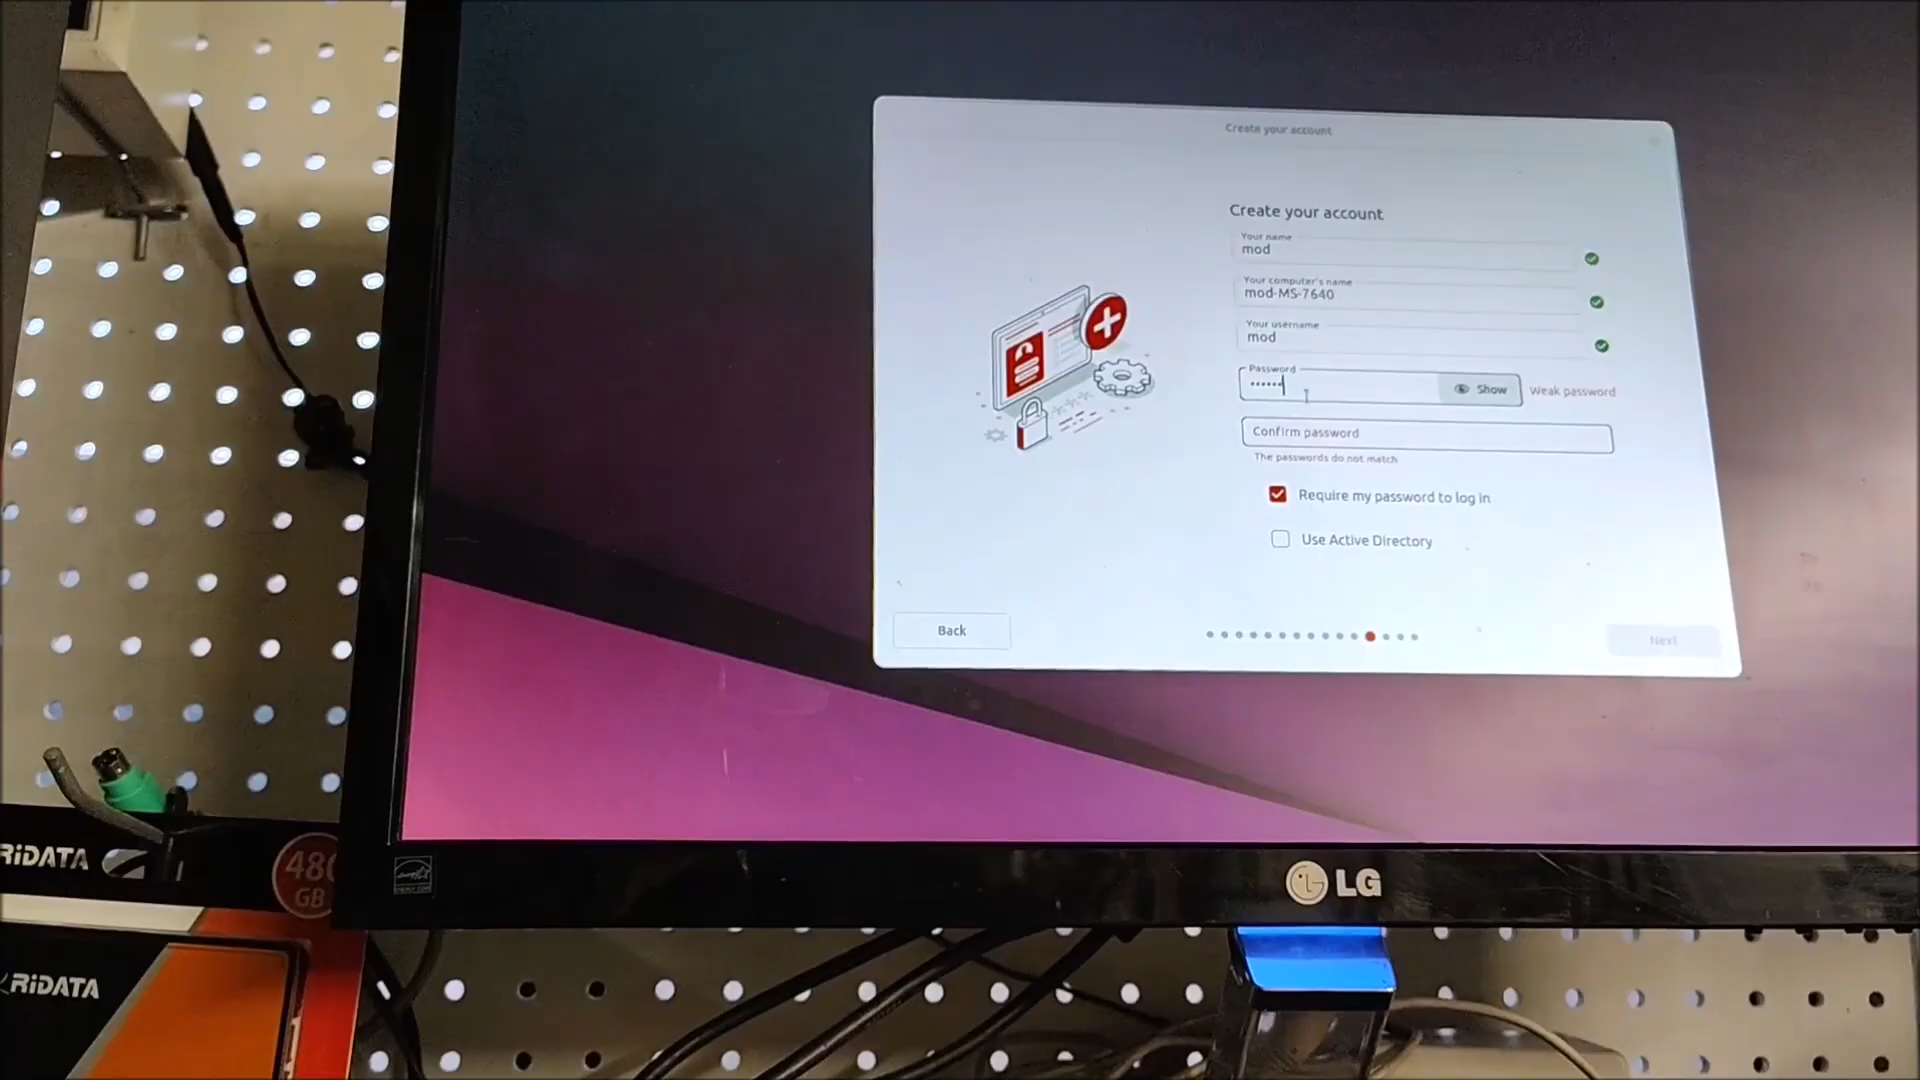 Create your account
Create your account
Your name
mod
Your computer's name
mod-MS-7640
Your username
mod
Password
••••••
Show
Weak password
Confirm password
The passwords do not match
Require my password to log in
Use Active Directory
Back
Next
RiDATA
480
GB
LG
RiDATA